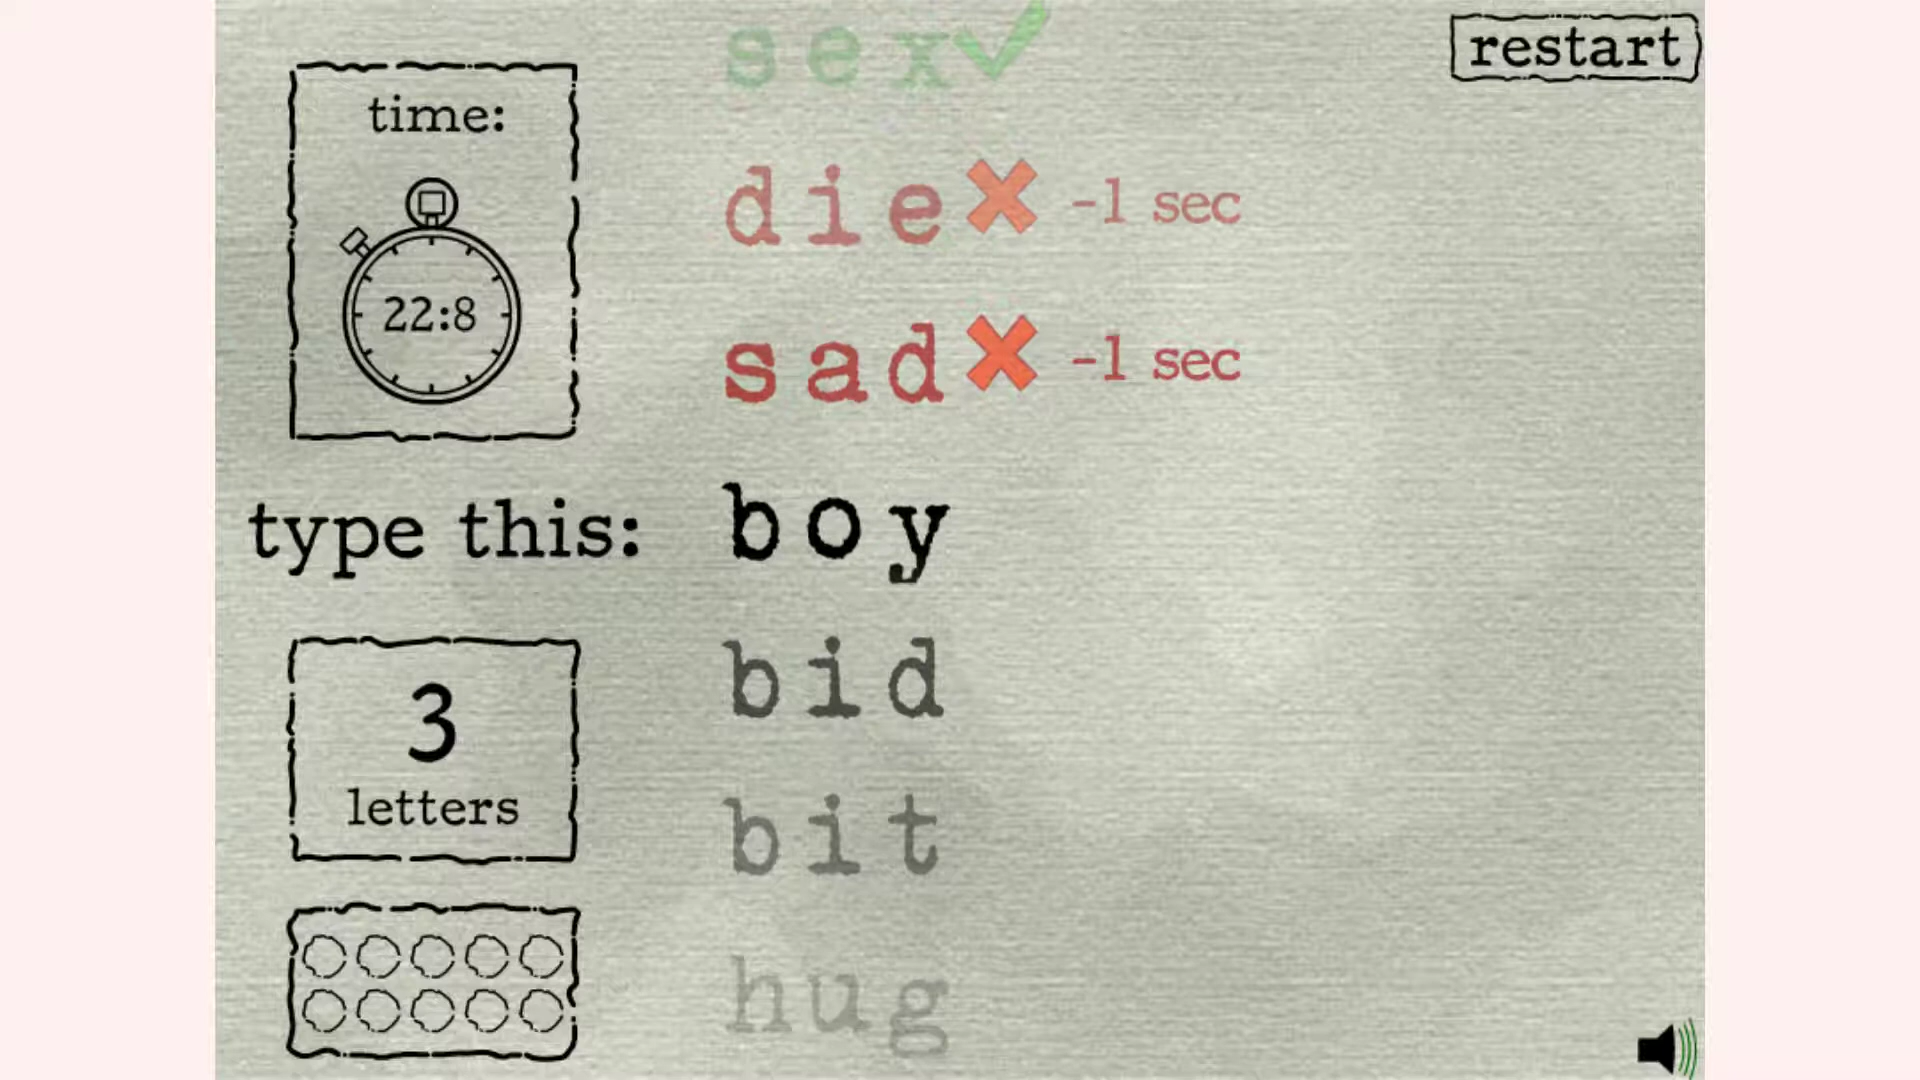 sex
restart
time:
die -1 sec
22:8
sad -1 sec
type this: boy
bid
3
letters
bit
hug